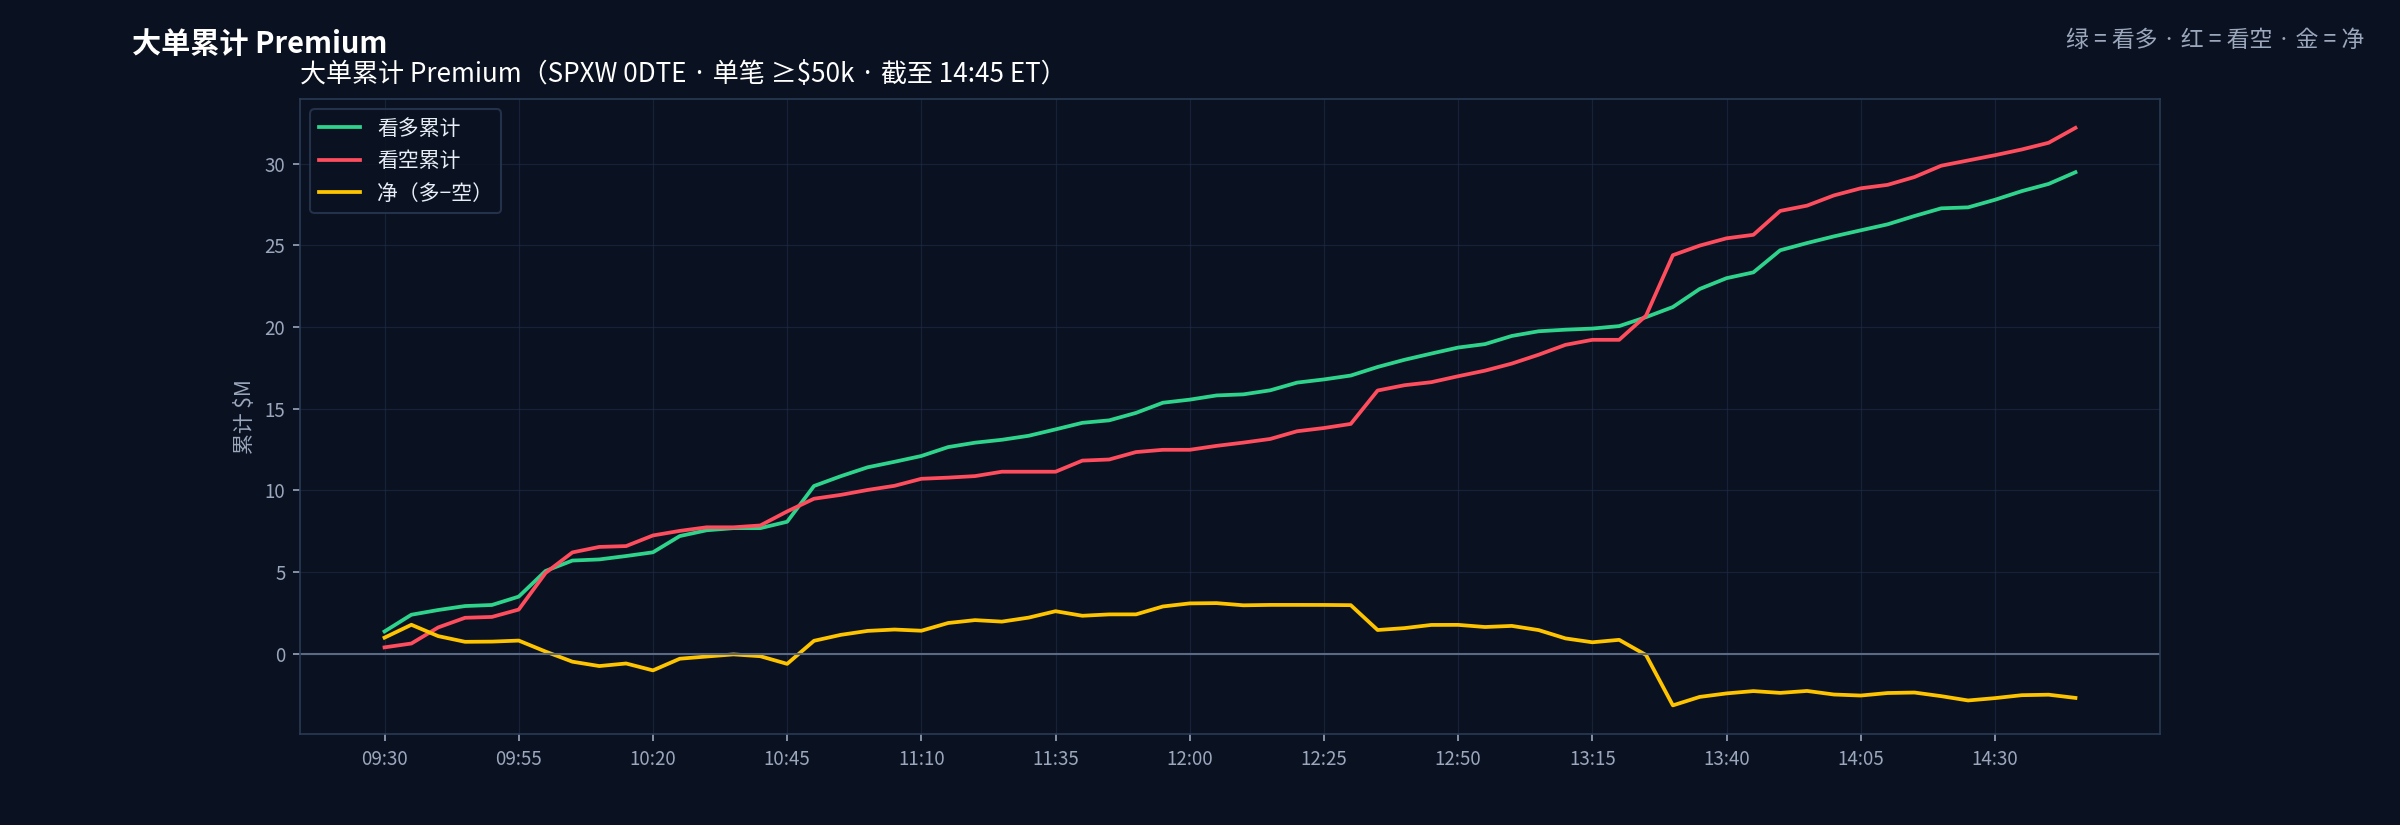 大单累计 Premium
绿 = 看多 · 红 = 看空 · 金 = 净
大单累计 Premium（SPXW 0DTE · 单笔 ≥$50k · 截至 14:45 ET）
看多累计
看空累计
净（多−空）
累计 $M
30
25
20
15
10
5
0
09:30 09:55 10:20 10:45 11:10 11:35 12:00 12:25 12:50 13:15 13:40 14:05 14:30